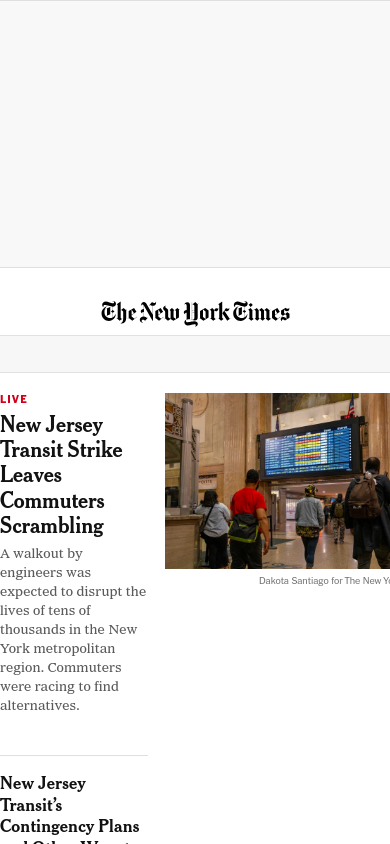 The New York Times
LIVE
New Jersey
Transit Strike
Leaves
Commuters
Scrambling
A walkout by
engineers was
expected to disrupt the
lives of tens of
thousands in the New
York metropolitan
region. Commuters
were racing to find
alternatives.
Dakota Santiago for The New Yo
New Jersey
Transit’s
Contingency Plans